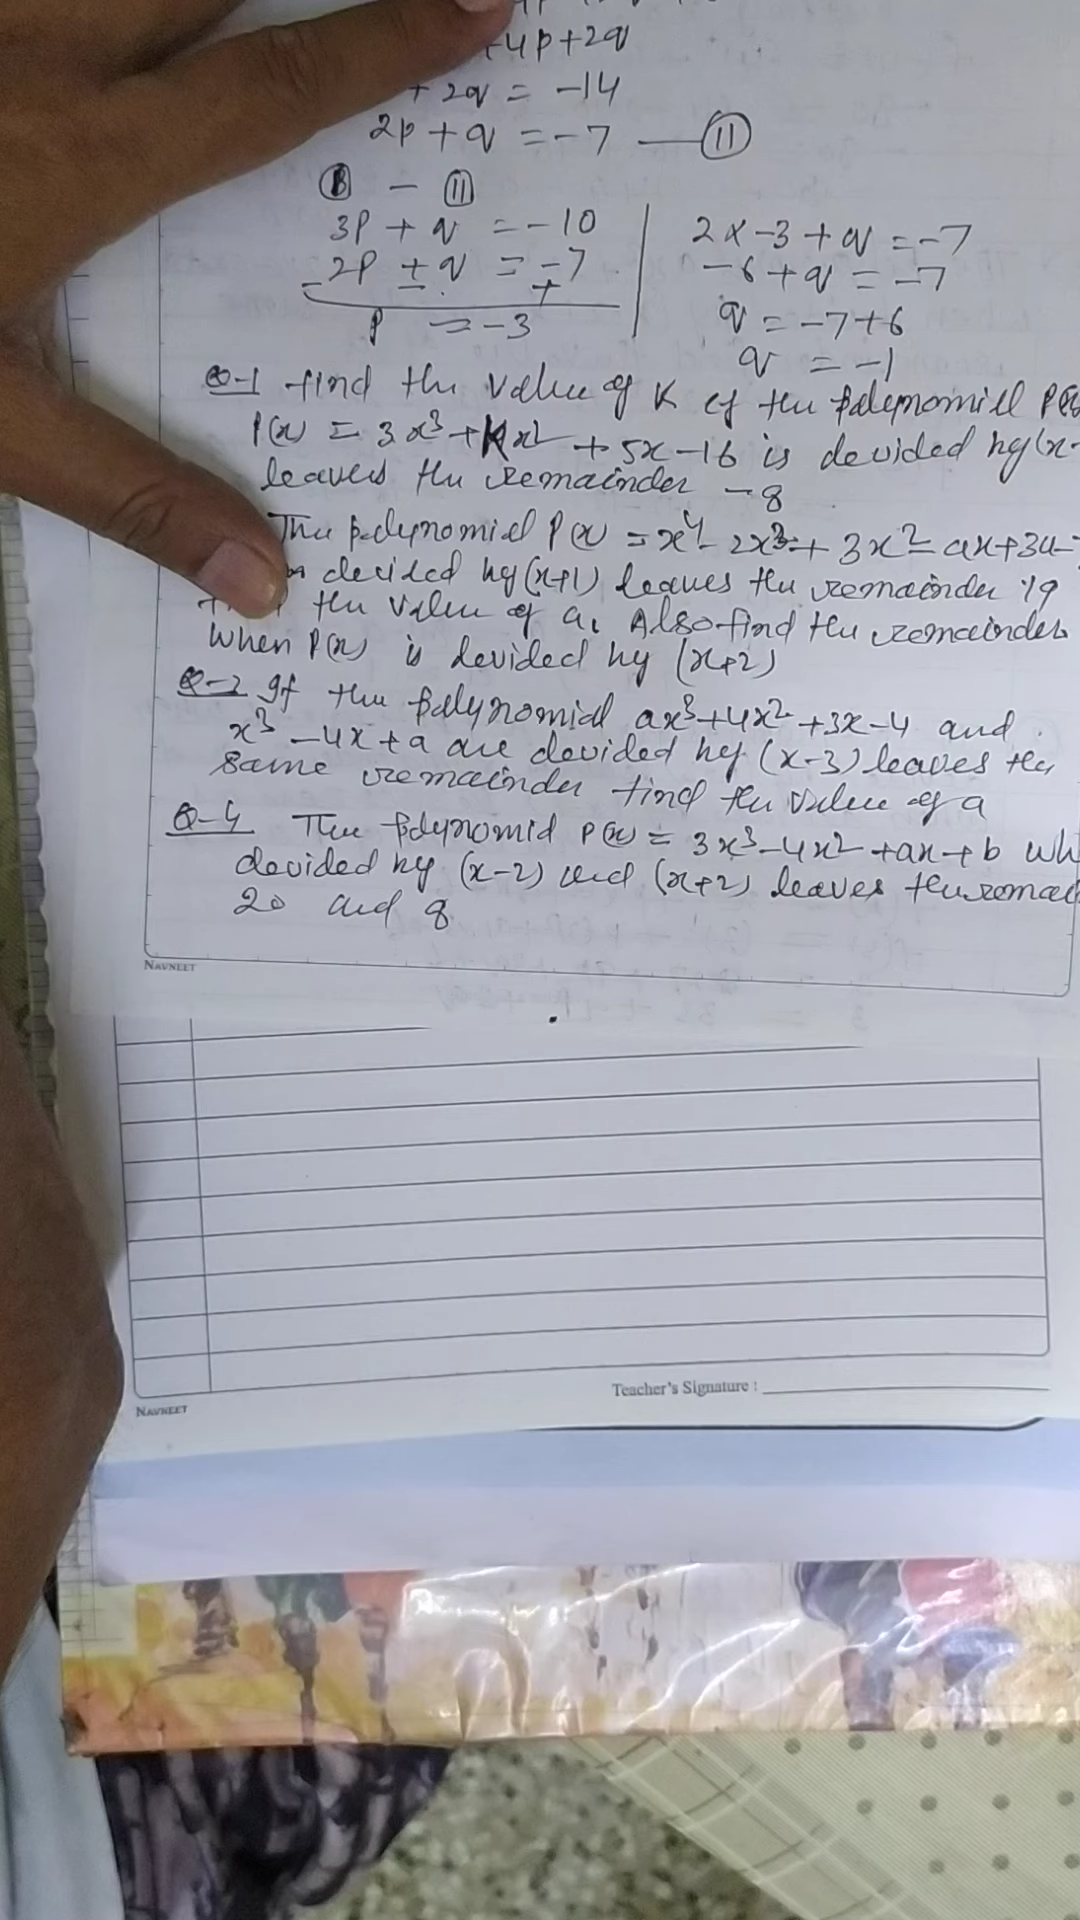 +4p+2q
+ 2q = -14
2p + q = -7 — (II)
— (II)
3p + q = -10
2p + q = -7
p = -3
2x-3+q = -7
-6+q = -7
q = -7+6
q = -1
Q-1 find the value of K if the polynomial P(x
P(x) = 3x³+Kx² + 5x-16 is devided by (x-
leaves the remainder -8
The polynomial P(x) = x⁴- 2x³+ 3x²- ax+3a-7
devided by (x+1) leaves the remainder 19
the value of a. Also find the remainder
When P(x) is devided by (x+2)
Q-2 If the polynomial ax³+4x²+3x-4 and
x³-4x+a are devided by (x-3) leaves the
same remainder find the value of a
Q-4 The polynomial P(x) = 3x³-4x²+ax+b wh
devided by (x-2) and (x+2) leaves the remai
20 and 8
NAVNEET
Teacher's Signature :
NAVNEET